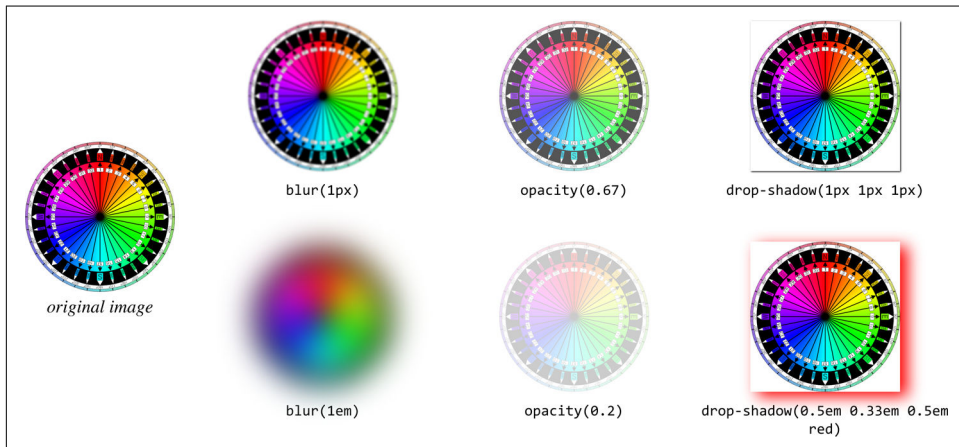 blur(1px)
opacity(0.67)
drop-shadow(1px 1px 1px)
original image
blur(1em)
opacity(0.2)
drop-shadow(0.5em 0.33em 0.5em
red)